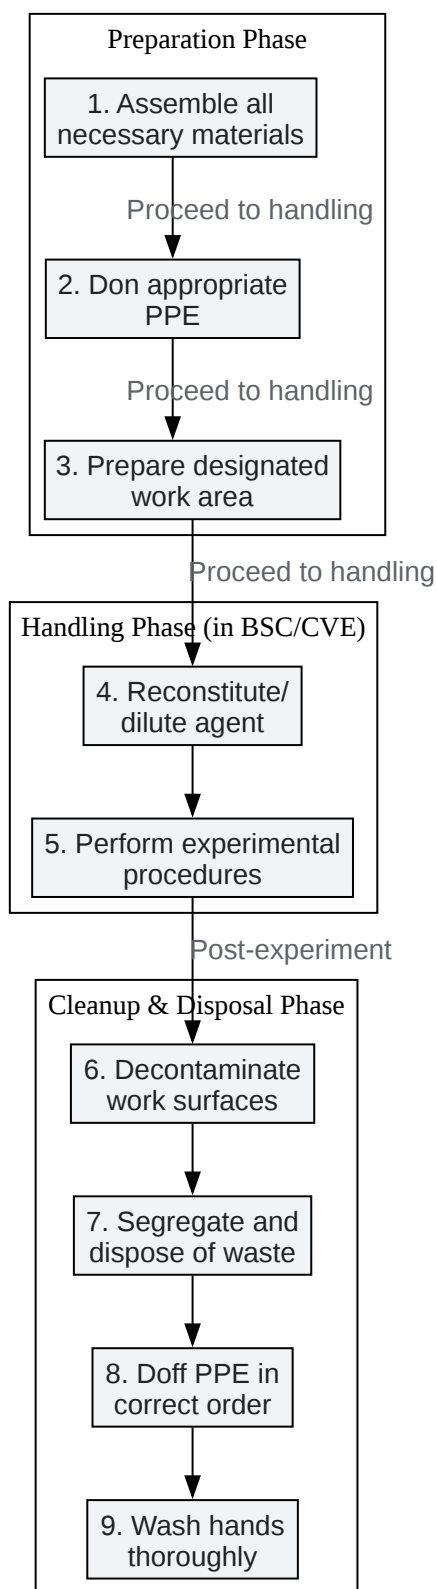 Preparation Phase
1. Assemble all
necessary materials
Proceed to handling
2. Don appropriate
PPE
Proceed to handling
3. Prepare designated
work area
Proceed to handling
Handling Phase (in BSC/CVE)
4. Reconstitute/
dilute agent
5. Perform experimental
procedures
Post-experiment
Cleanup & Disposal Phase
6. Decontaminate
work surfaces
7. Segregate and
dispose of waste
8. Doff PPE in
correct order
9. Wash hands
thoroughly